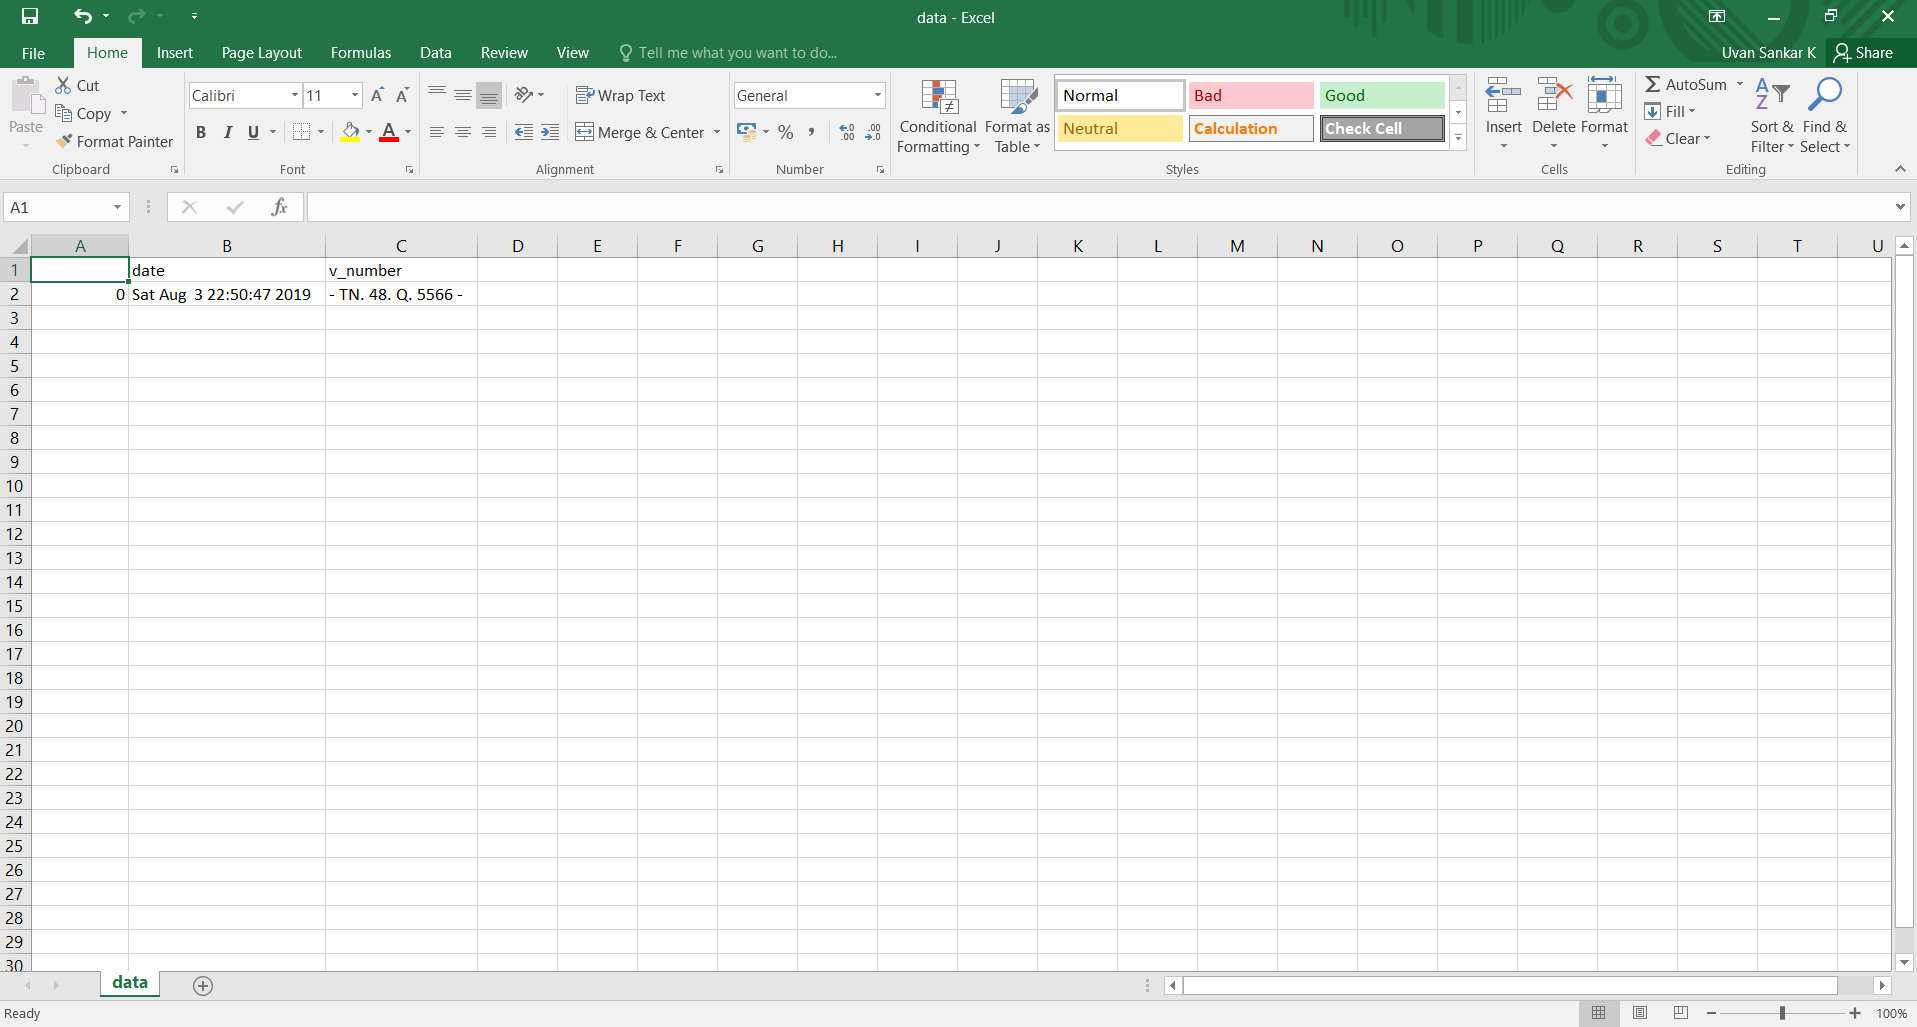 data - Excel
File Home Insert Page Layout Formulas Data Review View Tell me what you want to do... Uvan Sankar K Share
Paste
Cut
Copy
Format Painter
Clipboard
Calibri 11 A A
B I U A
Font
Wrap Text
Merge & Center
Alignment
General
% , .0 .00 .00 .0
Number
Conditional Formatting
Format as Table
Normal Bad Good
Neutral Calculation Check Cell
Styles
Insert Delete Format
Cells
AutoSum
Fill
Clear
Sort & Filter
Find & Select
Editing
A1 fx
A B C D E F G H I J K L M N O P Q R S T U
1 date v_number
2 0 Sat Aug  3 22:50:47 2019 - TN. 48. Q. 5566 -
3
4
5
6
7
8
9
10
11
12
13
14
15
16
17
18
19
20
21
22
23
24
25
26
27
28
29
30
data
Ready 100%